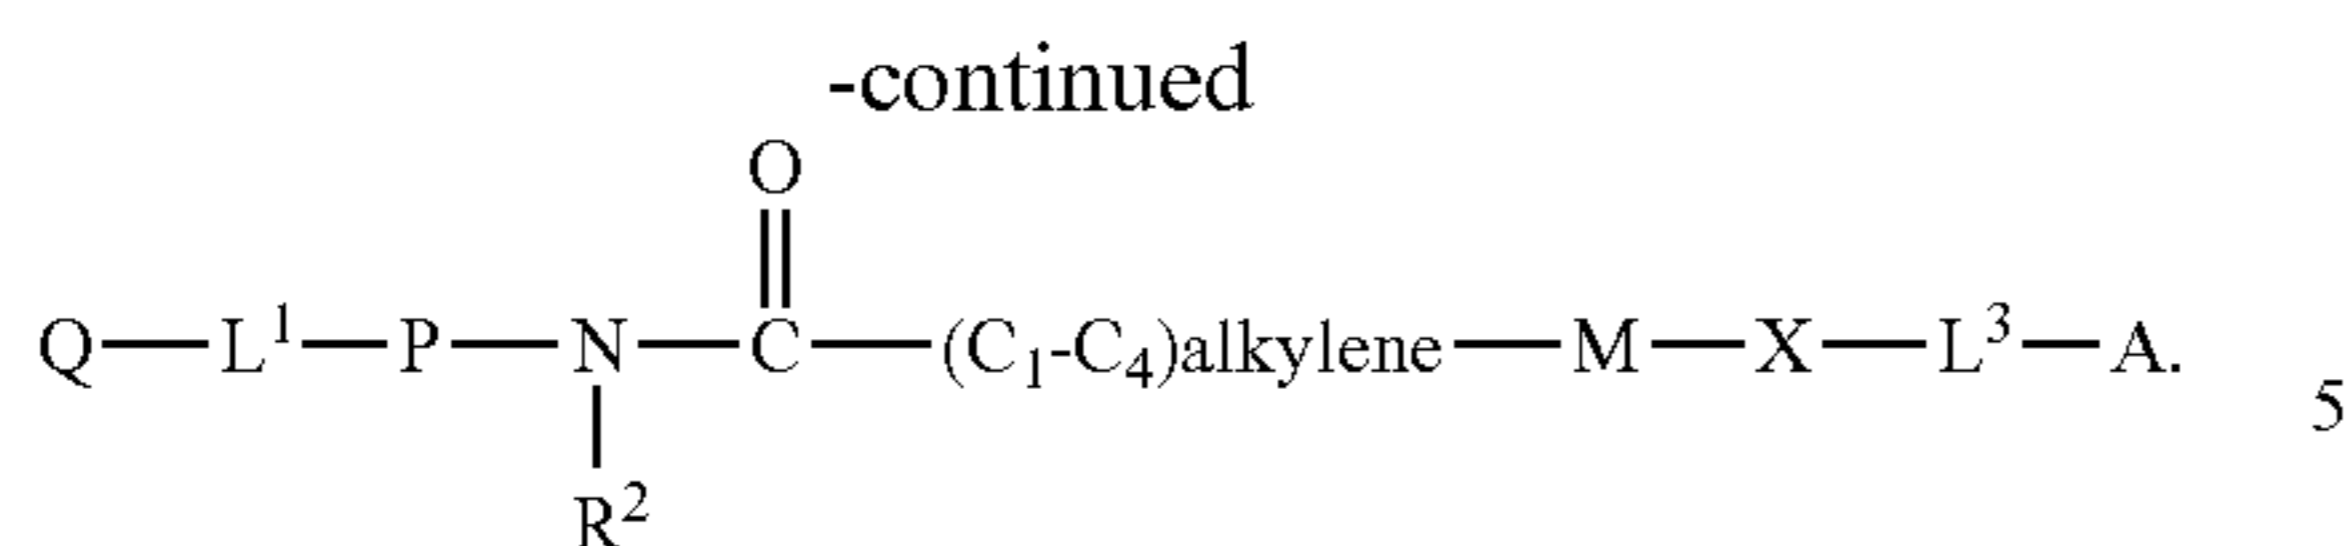 -continued
O
Q—L¹—P—N—C—(C₁-C₄)alkylene—M—X—L³—A.
5
R²